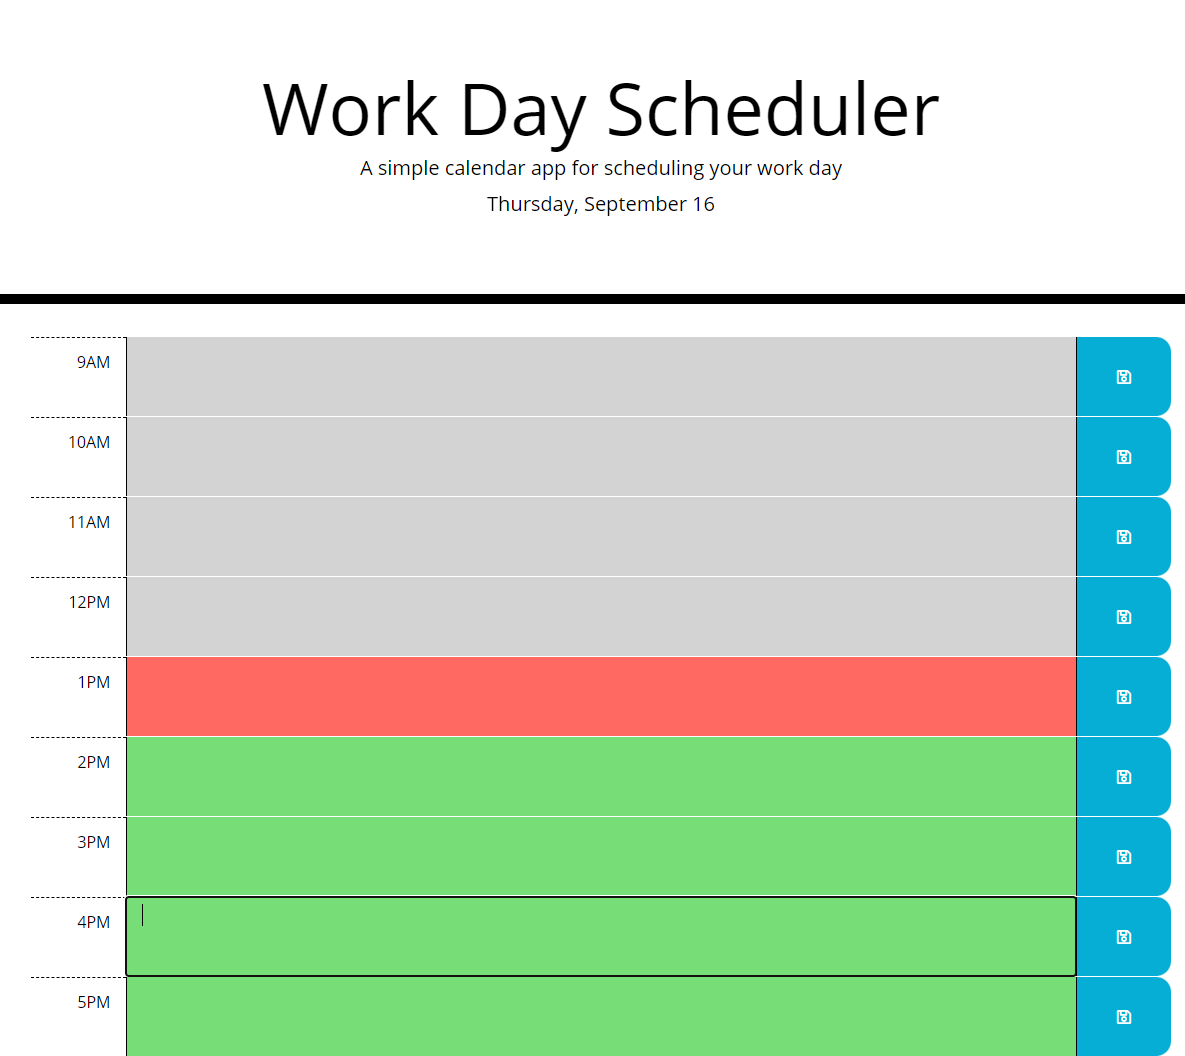 Work Day Scheduler
A simple calendar app for scheduling your work day
Thursday, September 16
9AM
10AM
11AM
12PM
1PM
2PM
3PM
4PM
5PM